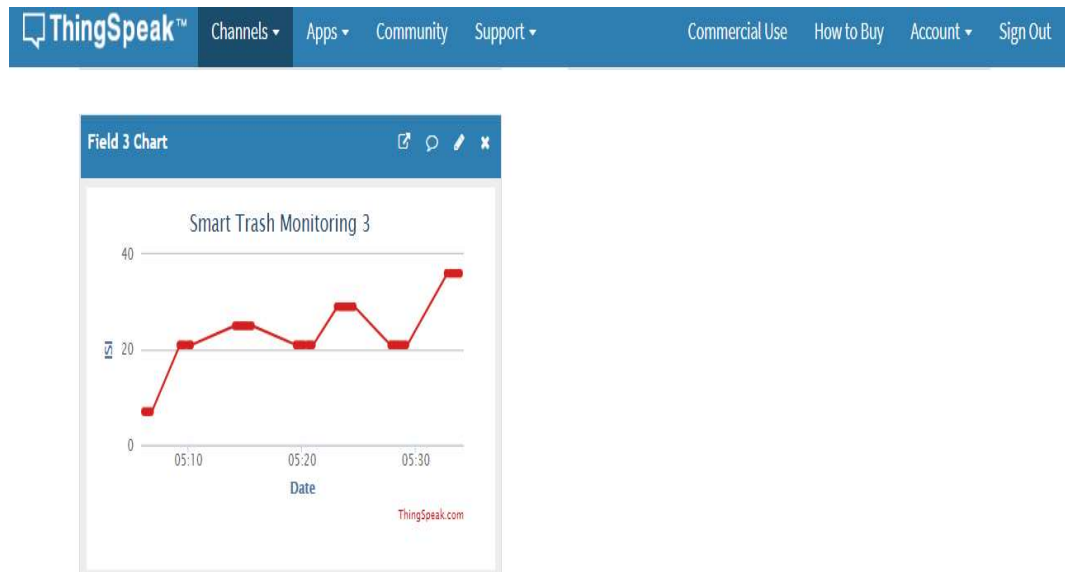 ThingSpeak™ Channels Apps Community Support Commercial Use How to Buy Account Sign Out
Field 3 Chart
Smart Trash Monitoring 3
40
20
0
ISI
05:10 05:20 05:30
Date
ThingSpeak.com